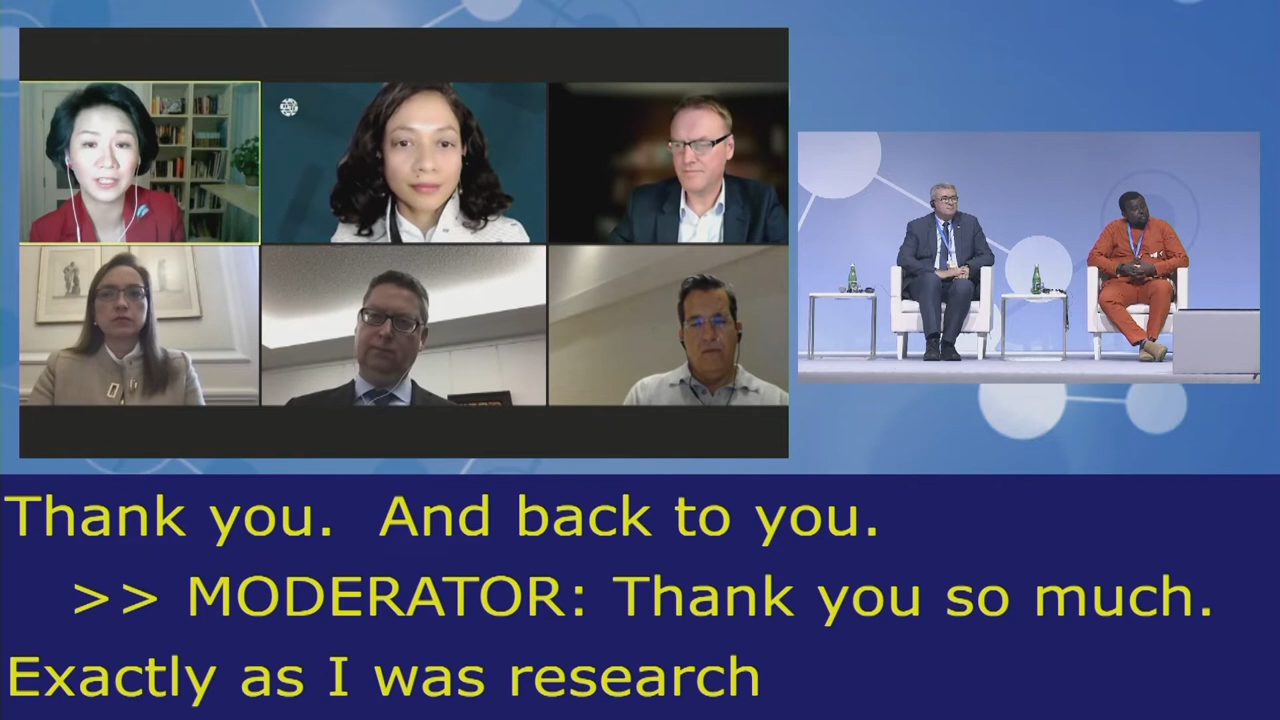 Thank you.  And back to you.
>> MODERATOR: Thank you so much.
Exactly as I was research